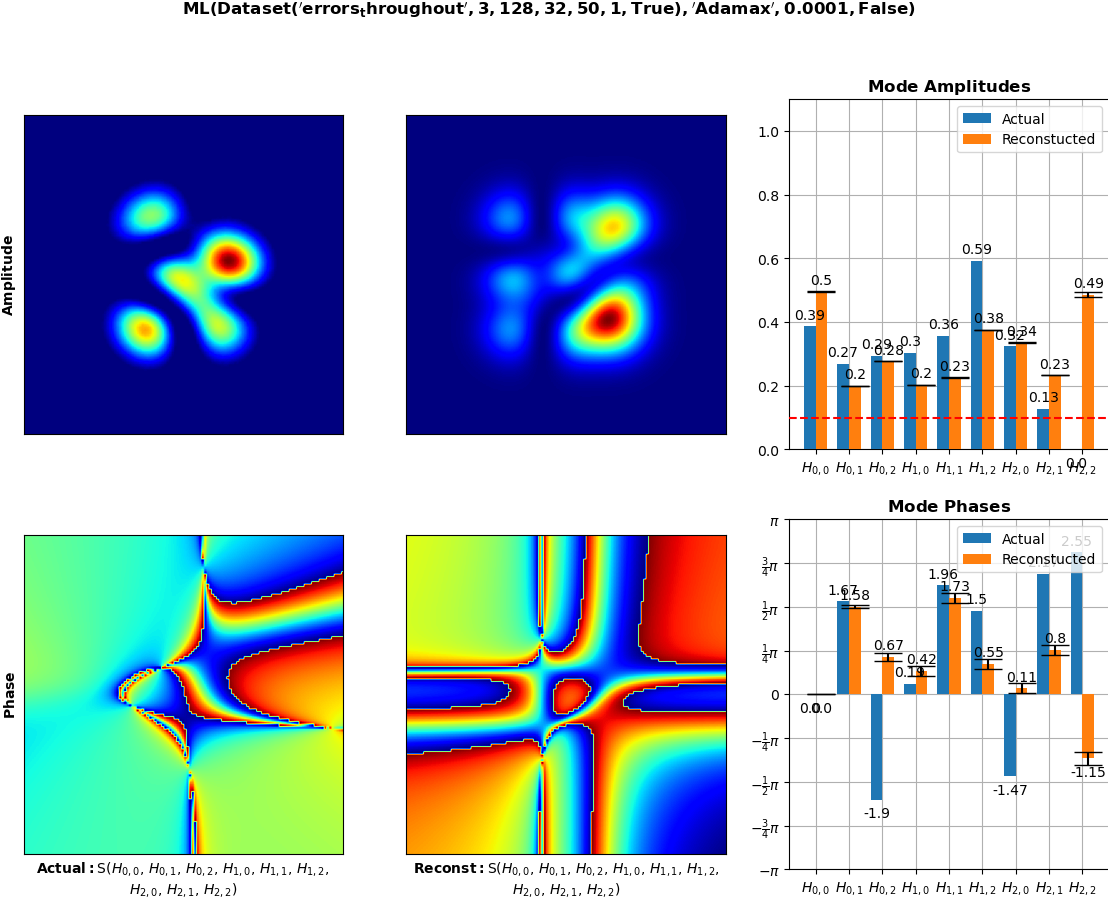 ML(Dataset('errors_throughout', 3, 128, 32, 50, 1, True), 'Adamax', 0.0001, False)
Amplitude
Mode Amplitudes
Actual
Reconstucted
1.0
0.8
0.6
0.4
0.2
0.0
0.39
0.5
0.27
0.2
0.29
0.28
0.3
0.2
0.36
0.23
0.59
0.38
0.32
0.34
0.13
0.23
0.0
0.49
H0,0 H0,1 H0,2 H1,0 H1,1 H1,2 H2,0 H2,1 H2,2
Phase
Mode Phases
Actual
Reconstucted
π
3/4π
1/2π
1/4π
0
−1/4π
−1/2π
−3/4π
−π
0.0
0.0
1.67
1.58
-1.9
0.67
0.19
0.42
1.96
1.73
1.5
0.55
-1.47
0.11
0.8
2.55
-1.15
H0,0 H0,1 H0,2 H1,0 H1,1 H1,2 H2,0 H2,1 H2,2
Actual: S(H0,0, H0,1, H0,2, H1,0, H1,1, H1,2,
H2,0, H2,1, H2,2)
Reconst: S(H0,0, H0,1, H0,2, H1,0, H1,1, H1,2,
H2,0, H2,1, H2,2)